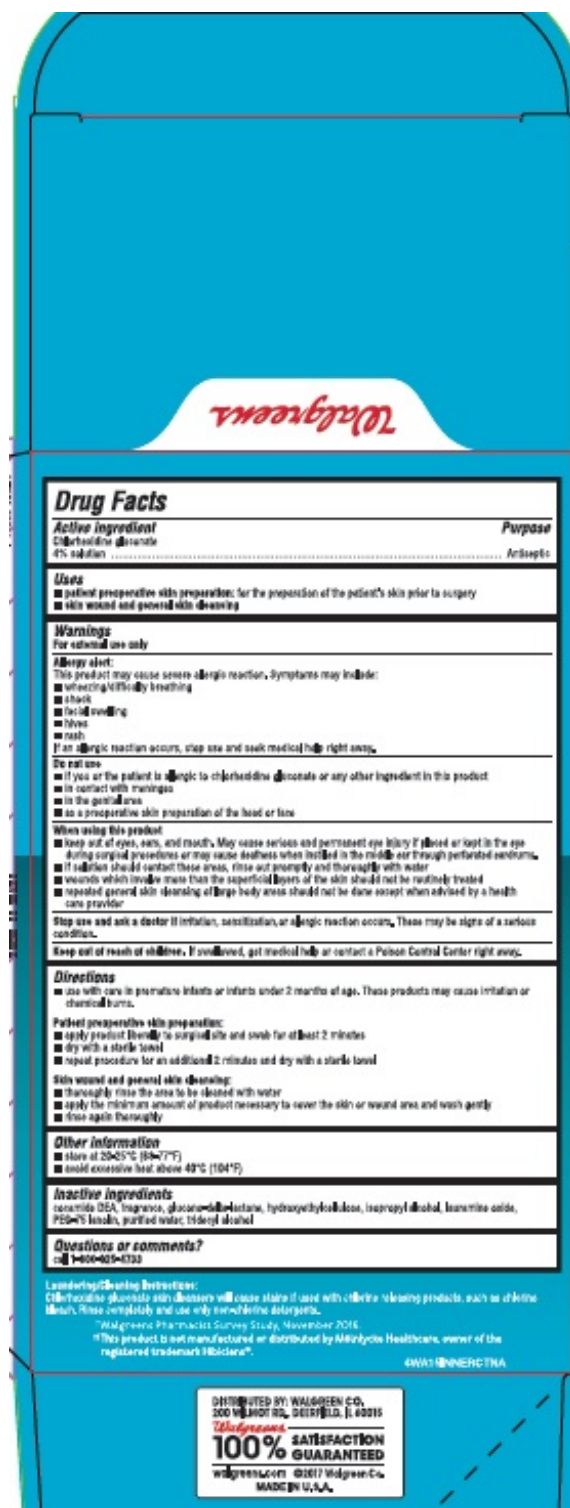 Walgreens
Drug Facts
Active ingredient Purpose
Chlorhexidine gluconate
4% solution ........ Antiseptic
Uses
■ patient preoperative skin preparation: for the preparation of the patient's skin prior to surgery
■ skin wound and general skin cleansing
Warnings
For external use only
Allergy alert:
This product may cause severe allergic reaction. Symptoms may include:
■ wheezing/difficulty breathing
■ shock
■ facial swelling
■ hives
■ rash
If an allergic reaction occurs, stop use and seek medical help right away.
Do not use
■ if you or the patient is allergic to chlorhexidine gluconate or any other ingredient in this product
■ in contact with meninges
■ in the genital area
■ as a preoperative skin preparation of the head or face
When using this product
■ keep out of eyes, ears, and mouth. May cause serious and permanent eye injury if placed or kept in the eye
during surgical procedures or may cause deafness when instilled in the middle ear through perforated eardrums.
■ if solution should contact these areas, rinse out promptly and thoroughly with water
■ wounds which involve more than the superficial layers of the skin should not be routinely treated
■ repeated general skin cleansing of large body areas should not be done except when advised by a health
care provider
Stop use and ask a doctor if irritation, sensitization, or allergic reaction occurs. These may be signs of a serious
condition.
Keep out of reach of children. If swallowed, get medical help or contact a Poison Control Center right away.
Directions
■ use with care in premature infants or infants under 2 months of age. These products may cause irritation or
chemical burns.
Patient preoperative skin preparation:
■ apply product liberally to surgical site and swab for at least 2 minutes
■ dry with a sterile towel
■ repeat procedure for an additional 2 minutes and dry with a sterile towel
Skin wound and general skin cleansing:
■ thoroughly rinse the area to be cleaned with water
■ apply the minimum amount of product necessary to cover the skin or wound area and wash gently
■ rinse again thoroughly
Other information
■ store at 20-25°C (68-77°F)
■ avoid excessive heat above 40°C (104°F)
Inactive ingredients
cocamide DEA, fragrance, glucono-delta-lactone, hydroxyethylcellulose, isopropyl alcohol, lauramine oxide,
PEG-75 lanolin, purified water, tridecyl alcohol
Questions or comments?
call
Laundering/Cleaning Instructions:
Chlorhexidine gluconate skin cleansers will cause stains if used with chlorine releasing products, such as chlorine
bleach. Rinse completely and use only non-chlorine detergents.
Walgreens Pharmacist Survey Study, November 2016.
††This product is not manufactured or distributed by Mölnlycke Healthcare, owner of the
registered trademark Hibiclens®.
DISTRIBUTED BY: WALGREEN CO.
200 WILMOT RD., DEERFIELD, IL 60015
Walgreens
100% SATISFACTION
GUARANTEED
walgreens.com ©2017 Walgreen Co.
MADE IN U.S.A.